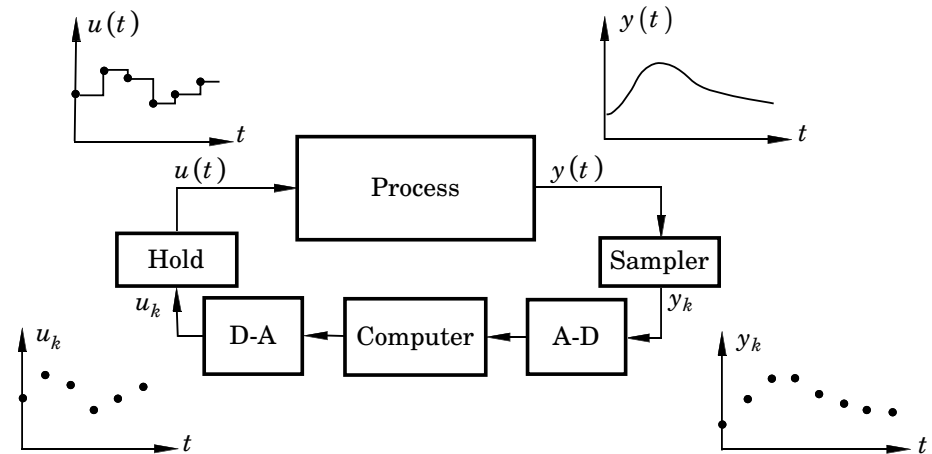 u(t)
y(t)
t
t
u(t)
Process
y(t)
Hold
Sampler
u_k
y_k
D-A
Computer
A-D
u_k
y_k
t
t